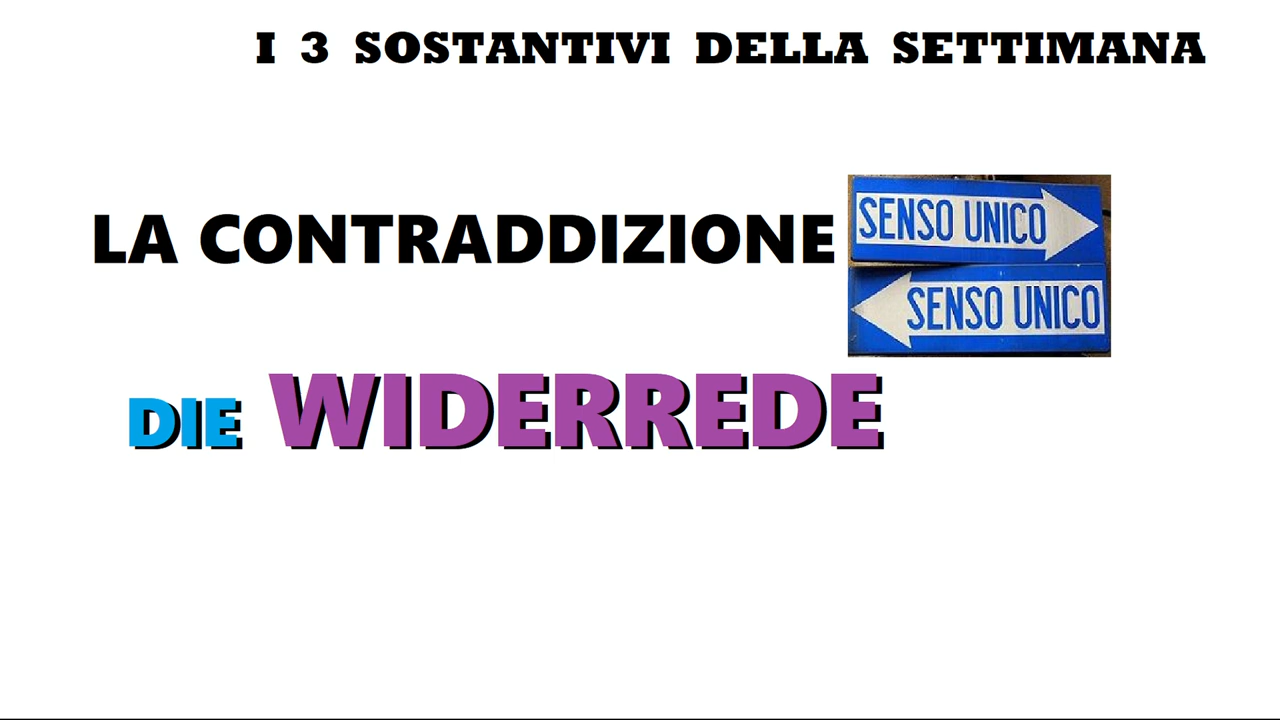 I 3 SOSTANTIVI DELLA SETTIMANA
LA CONTRADDIZIONE
SENSO UNICO
SENSO UNICO
DIE WIDERREDE